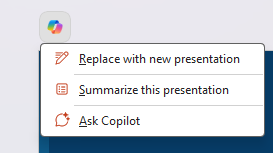 Replace with new presentation
Summarize this presentation
Ask Copilot